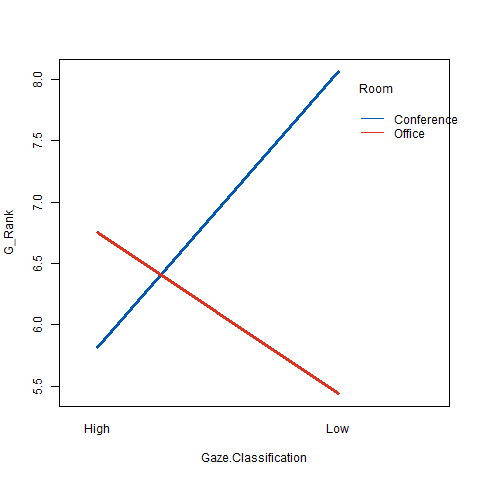 8.0
7.5
7.0
6.5
6.0
5.5
G_Rank
High
Low
Gaze.Classification
Room
Conference
Office